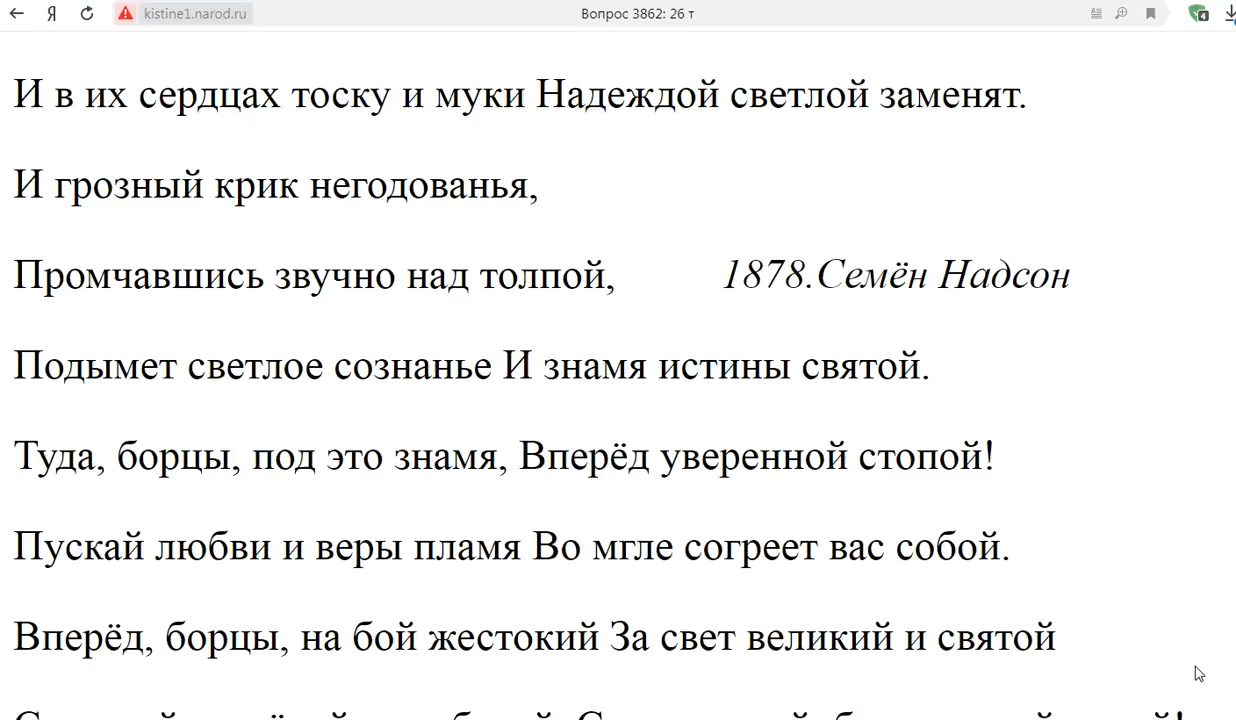 kistine1.narod.ru Вопрос 3862: 26 т
И в их сердцах тоску и муки Надеждой светлой заменят.
И грозный крик негодованья,
Промчавшись звучно над толпой, 1878.Семён Надсон
Подымет светлое сознанье И знамя истины святой.
Туда, борцы, под это знамя, Вперёд уверенной стопой!
Пускай любви и веры пламя Во мгле согреет вас собой.
Вперёд, борцы, на бой жестокий За свет великий и святой